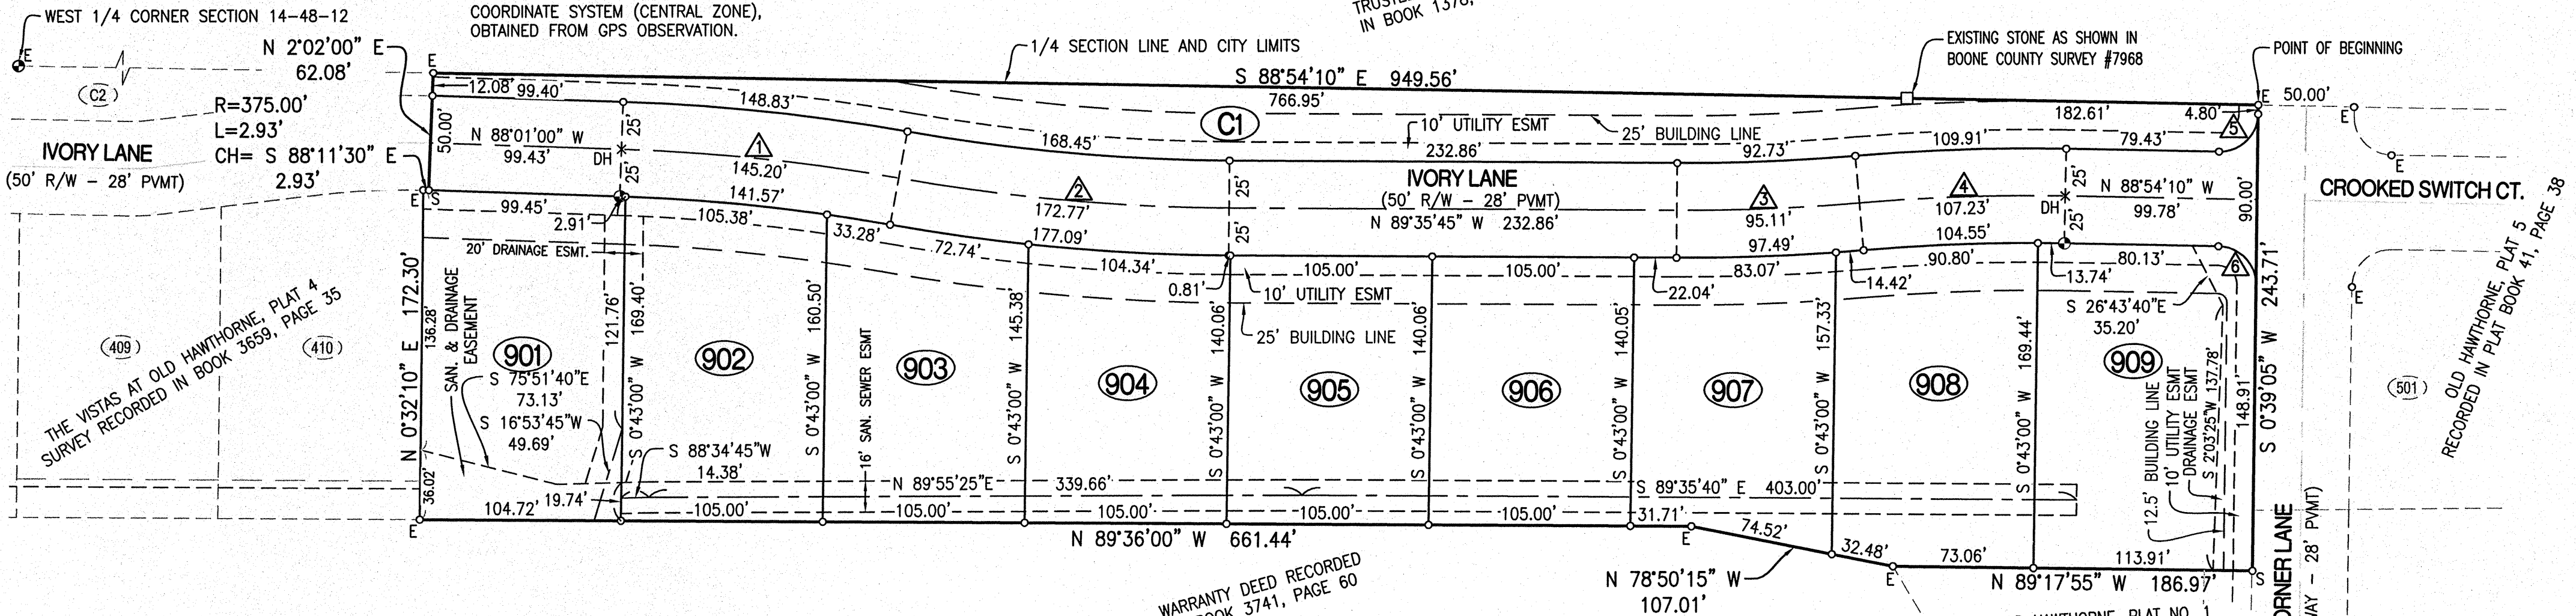 WEST 1/4 CORNER SECTION 14-48-12
COORDINATE SYSTEM (CENTRAL ZONE),
OBTAINED FROM GPS OBSERVATION.
IN BOOK 1376,
E
N 2°02'00" E
62.08'
E
1/4 SECTION LINE AND CITY LIMITS
S 88°54'10" E 949.56'
EXISTING STONE AS SHOWN IN
BOONE COUNTY SURVEY #7968
POINT OF BEGINNING
C2
R=375.00'
L=2.93'
CH= S 88°11'30" E
2.93'
IVORY LANE
(50' R/W - 28' PVMT)
12.08'
99.40'
148.83'
766.95'
182.61'
4.80'
E 50.00'
E
E
50.00'
N 88°01'00" W
99.43'
DH
25'
25'
1
145.20'
141.57'
168.45'
C1
10' UTILITY ESMT
25' BUILDING LINE
232.86'
92.73'
109.91'
79.43'
5
2
172.77'
177.09'
25'
25'
IVORY LANE
(50' R/W - 28' PVMT)
N 89°35'45" W 232.86'
3
95.11'
97.49'
4
107.23'
104.55'
DH
25'
25'
N 88°54'10" W
99.78'
90.00'
CROOKED SWITCH CT.
E
S
99.45'
2.91'
105.38'
33.28'
72.74'
104.34'
0.81'
105.00'
105.00'
22.04'
83.07'
14.42'
90.80'
13.74'
80.13'
6
20' DRAINAGE ESMT.
10' UTILITY ESMT
25' BUILDING LINE
S 26°43'40"E
35.20'
S 0°39'05" W 243.71'
E
THE VISTAS AT OLD HAWTHORNE, PLAT 4
SURVEY RECORDED IN BOOK 3659, PAGE 35
409
410
N 0°32'10" E 172.30'
136.28'
36.02'
SAN. & DRAINAGE
EASEMENT
901
S 75°51'40"E
73.13'
S 16°53'45"W
49.69'
121.76'
S 0°43'00" W 169.40'
902
S 0°43'00" W 160.50'
16' SAN. SEWER ESMT
903
S 0°43'00" W 145.38'
904
S 0°43'00" W 140.06'
905
S 0°43'00" W 140.06'
906
S 0°43'00" W 140.05'
907
S 0°43'00" W 157.33'
908
S 0°43'00" W 169.44'
909
12.5' BUILDING LINE
10' UTILITY ESMT
DRAINAGE ESMT
S 2°03'25"W 137.78'
148.91'
501
OLD HAWTHORNE, PLAT 5
RECORDED IN PLAT BOOK 41, PAGE 38
S 88°34'45"W
14.38'
N 89°55'25"E
339.66'
S 89°35'40" E 403.00'
E
104.72'
19.74'
105.00'
105.00'
105.00'
105.00'
105.00'
31.71'
E
74.52'
32.48'
E
73.06'
113.91'
S
N 89°36'00" W 661.44'
N 78°50'15" W
107.01'
N 89°17'55" W 186.97'
WARRANTY DEED RECORDED
BOOK 3741, PAGE 60
HAWTHORNE, PLAT NO. 1
CORNER LANE
WAY - 28' PVMT)